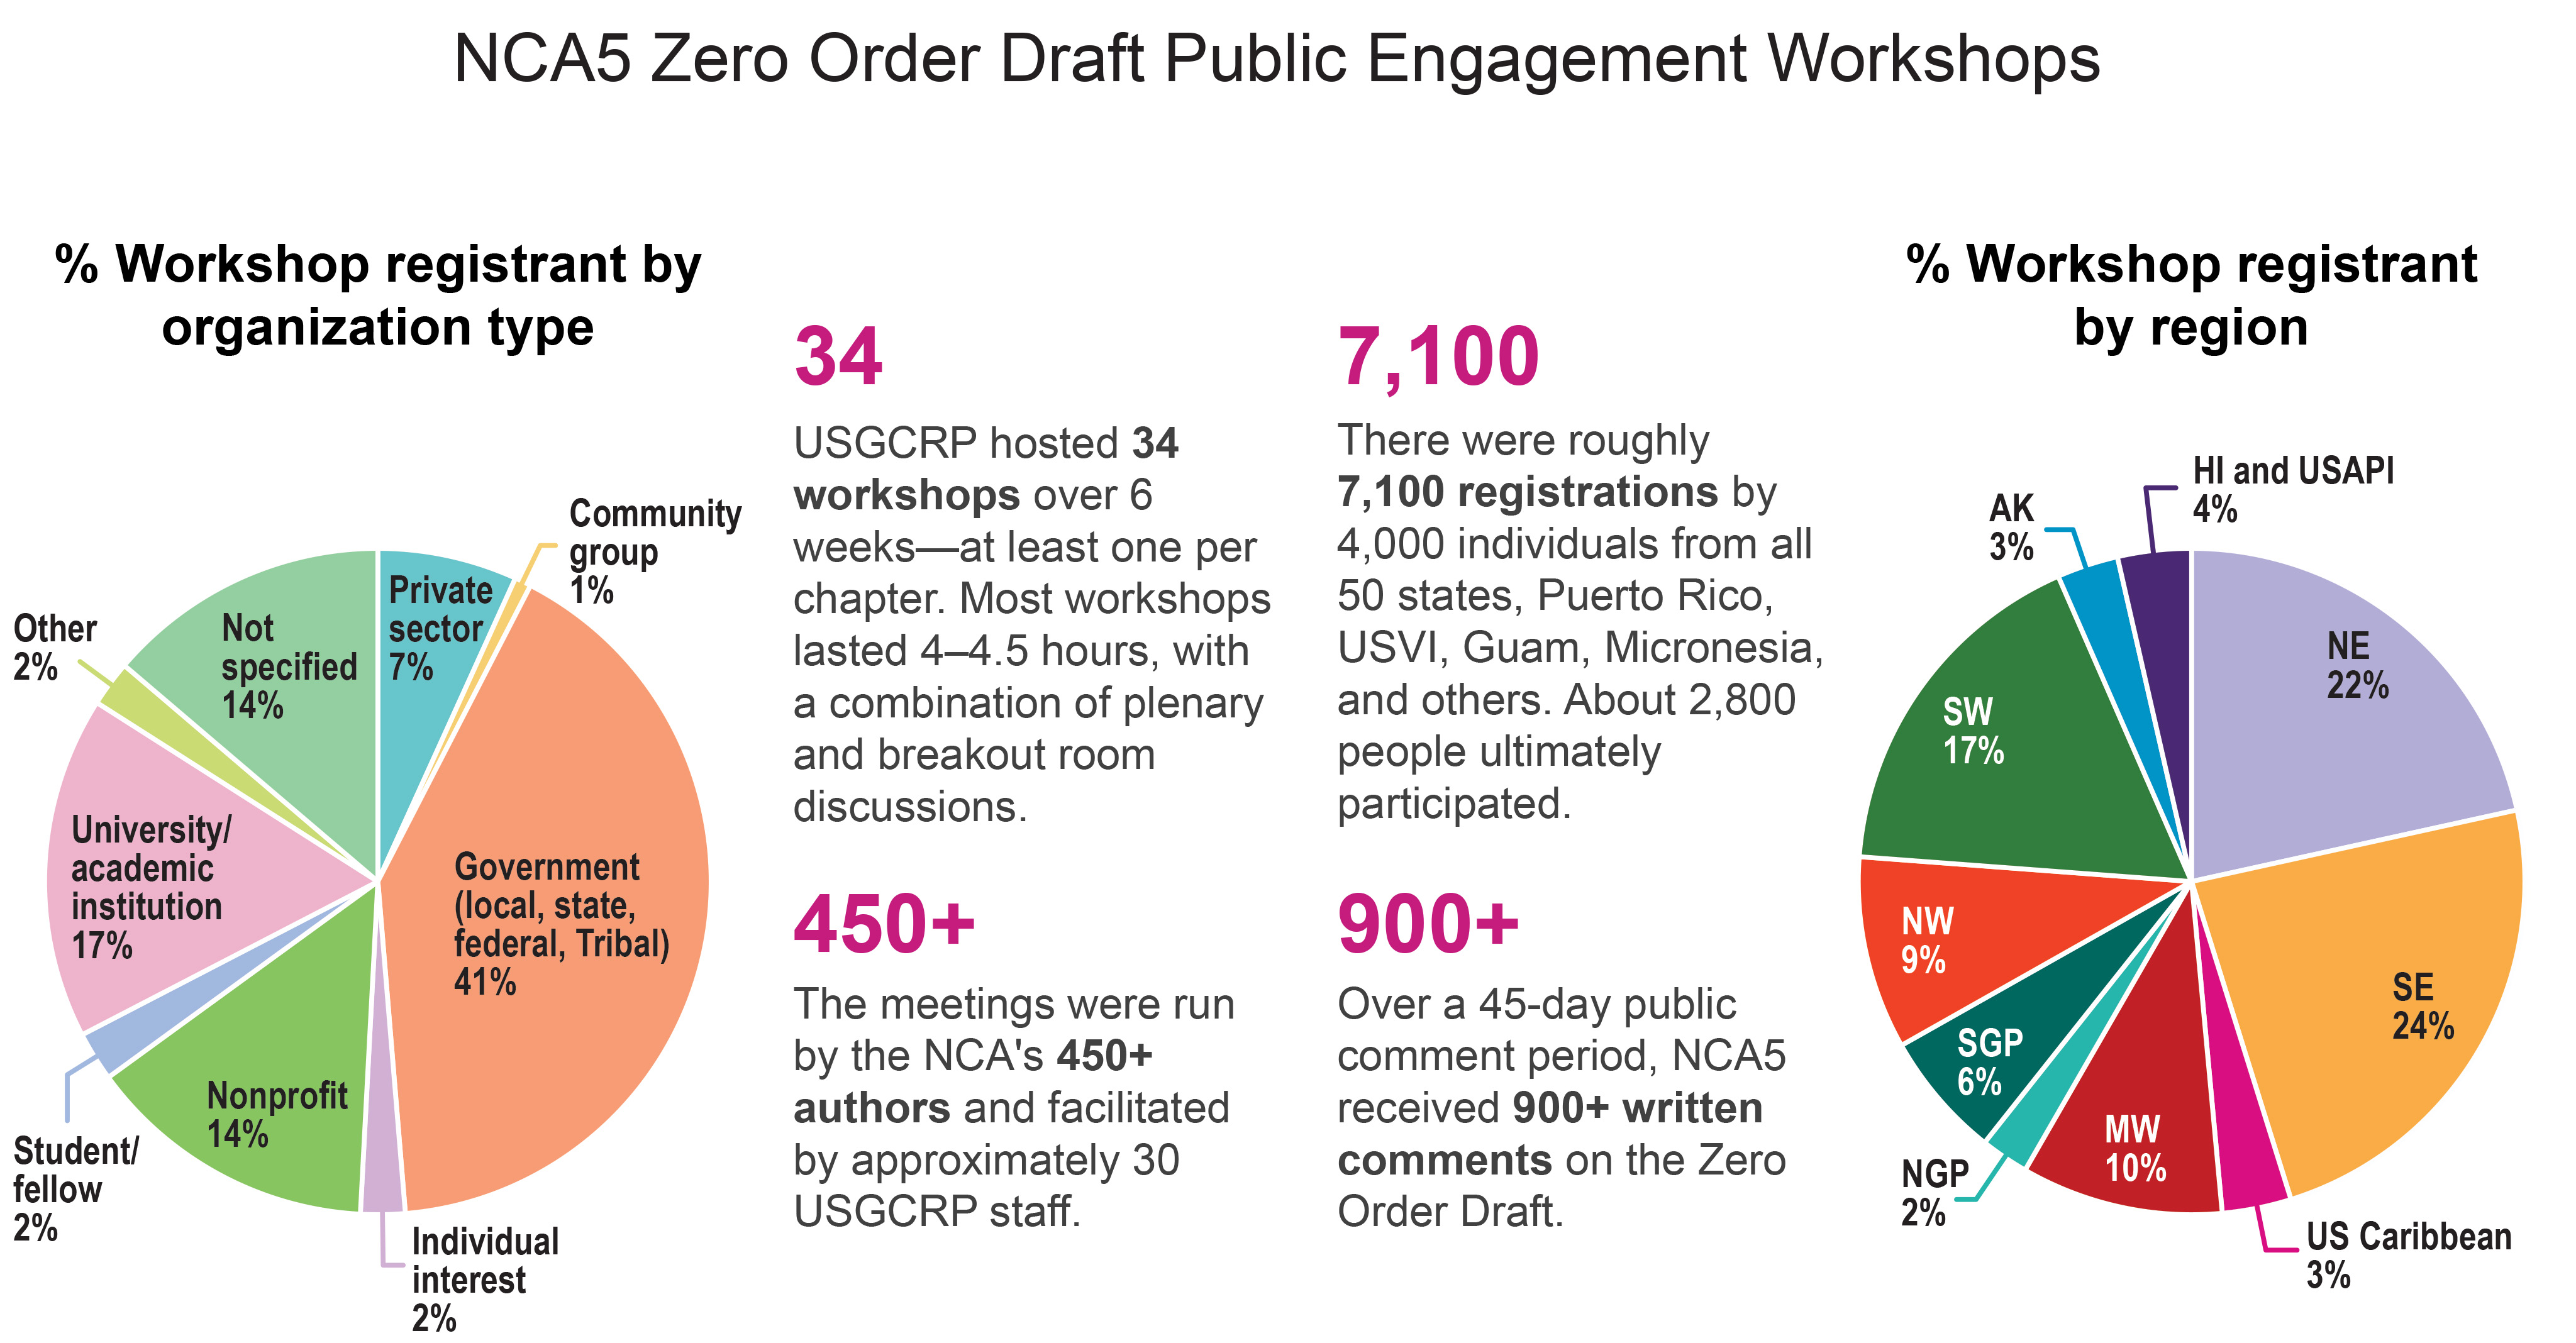 NCA5 Zero Order Draft Public Engagement Workshops
% Workshop registrant by
organization type
Community
group
1%
Private
sector
7%
Other
2%
Not
specified
14%
University/
academic
institution
17%
Government
(local, state,
federal, Tribal)
41%
Nonprofit
14%
Student/
fellow
2%
Individual
interest
2%
34
USGCRP hosted 34
workshops over 6
weeks—at least one per
chapter. Most workshops
lasted 4–4.5 hours, with
a combination of plenary
and breakout room
discussions.
7,100
There were roughly
7,100 registrations by
4,000 individuals from all
50 states, Puerto Rico,
USVI, Guam, Micronesia,
and others. About 2,800
people ultimately
participated.
450+
The meetings were run
by the NCA's 450+
authors and facilitated
by approximately 30
USGCRP staff.
900+
Over a 45-day public
comment period, NCA5
received 900+ written
comments on the Zero
Order Draft.
% Workshop registrant
by region
HI and USAPI
4%
AK
3%
NE
22%
SW
17%
NW
9%
SE
24%
SGP
6%
MW
10%
NGP
2%
US Caribbean
3%